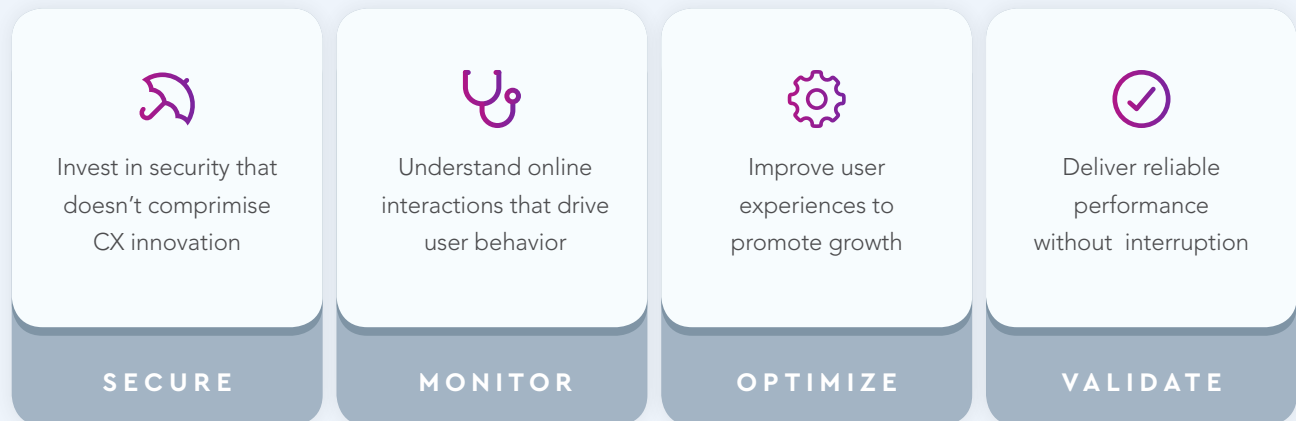 Invest in security that
doesn’t comprimise
CX innovation
SECURE
Understand online
interactions that drive
user behavior
MONITOR
Improve user
experiences to
promote growth
OPTIMIZE
Deliver reliable
performance
without  interruption
VALIDATE